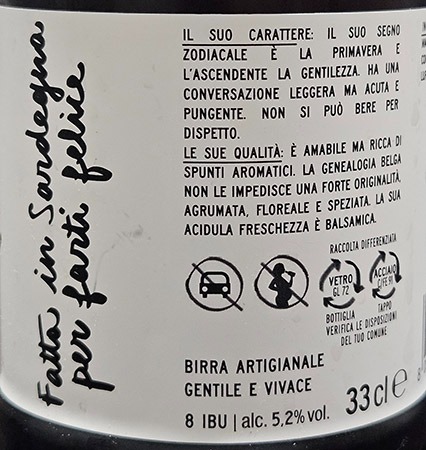 Fatta in Sardegna
per farti felice
IL SUO CARATTERE: IL SUO SEGNO
ZODIACALE È LA PRIMAVERA E
L'ASCENDENTE LA GENTILEZZA. HA UNA
CONVERSAZIONE LEGGERA MA ACUTA E
PUNGENTE. NON SI PUÒ BERE PER
DISPETTO.
LE SUE QUALITÀ: È AMABILE MA RICCA DI
SPUNTI AROMATICI. LA GENEALOGIA BELGA
NON LE IMPEDISCE UNA FORTE ORIGINALITÀ,
AGRUMATA, FLOREALE E SPEZIATA. LA SUA
ACIDULA FRESCHEZZA È BALSAMICA.
RACCOLTA DIFFERENZIATA
VETRO
GL 72
ACCIAIO
C/FE 91
BOTTIGLIA
TAPPO
VERIFICA LE DISPOSIZIONI
DEL TUO COMUNE
BIRRA ARTIGIANALE
GENTILE E VIVACE
8 IBU | alc. 5,2% vol.
33 cl e